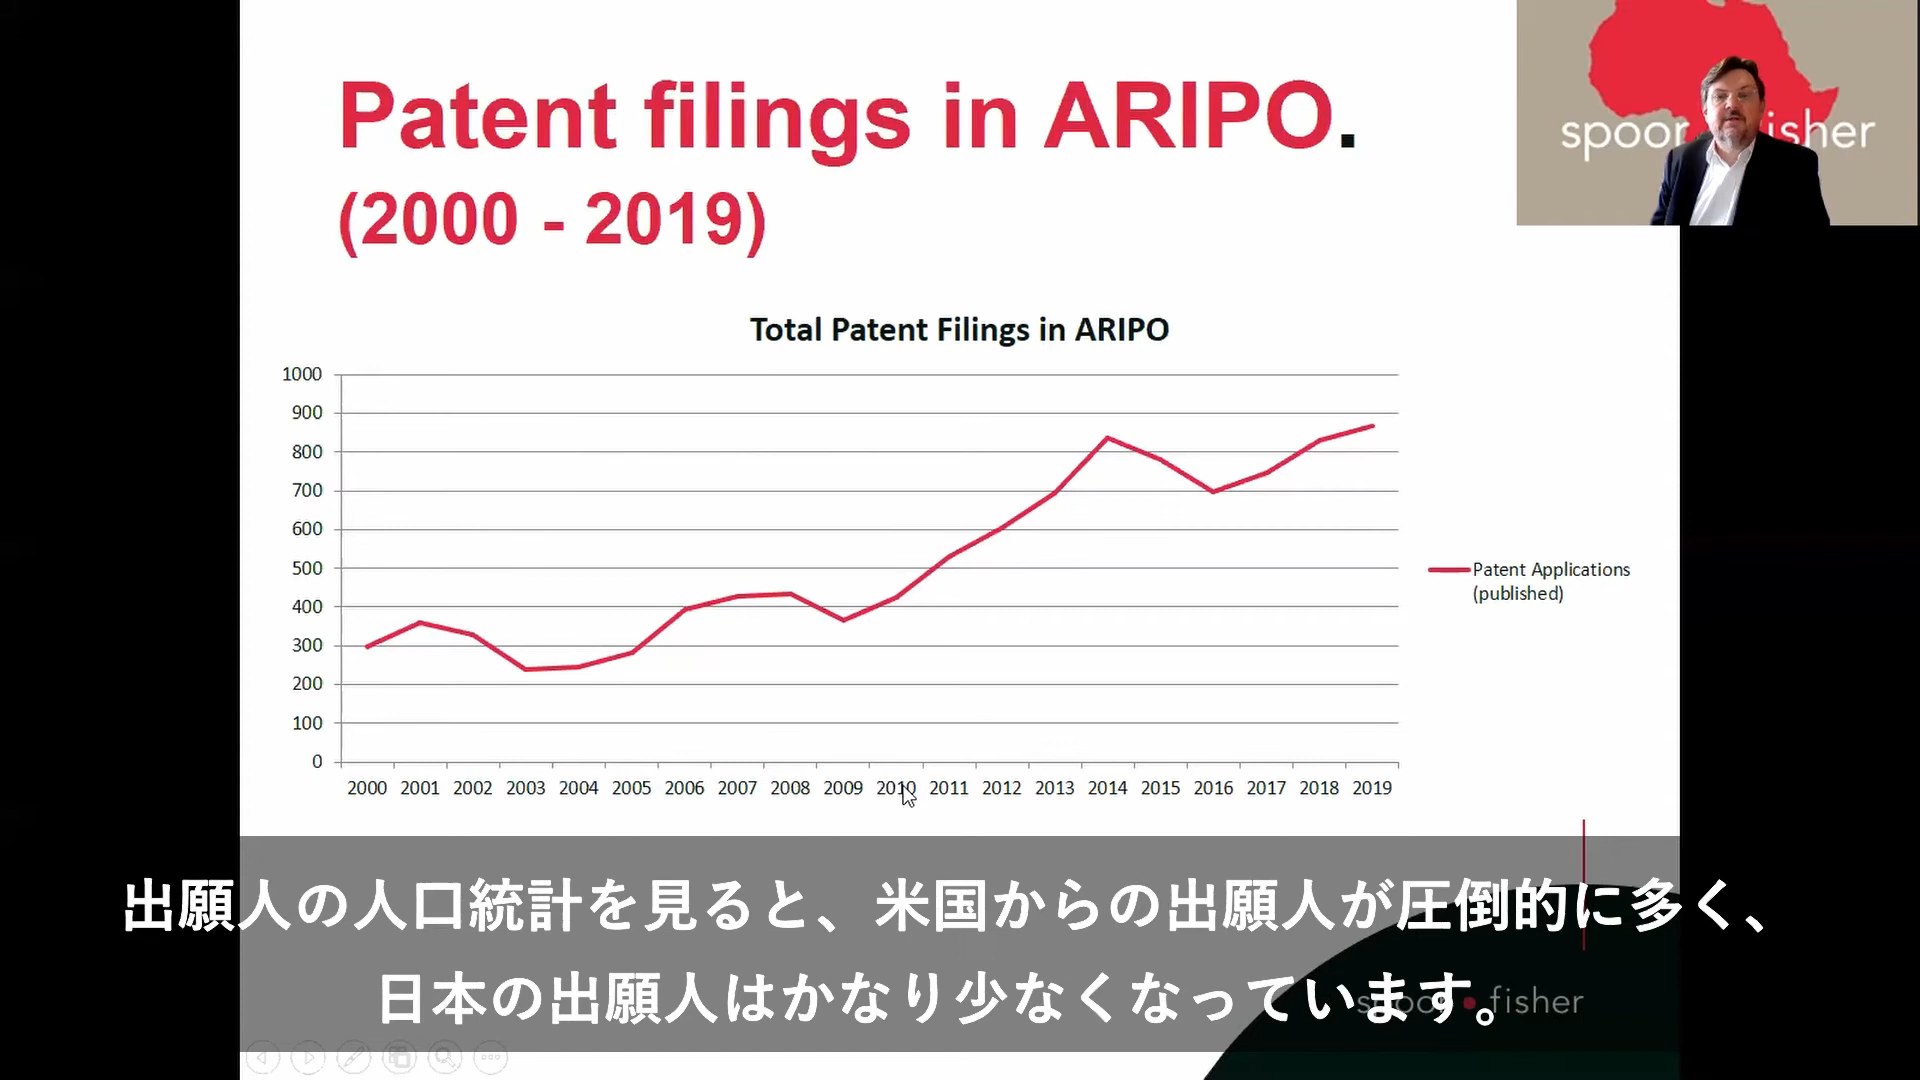 Patent filings in ARIPO.
(2000 - 2019)
spoor fisher
Total Patent Filings in ARIPO
1000
900
800
700
600
500
400
300
200
100
0
2000 2001 2002 2003 2004 2005 2006 2007 2008 2009 2010 2011 2012 2013 2014 2015 2016 2017 2018 2019
Patent Applications
(published)
出願人の人口統計を見ると、米国からの出願人が圧倒的に多く、
日本の出願人はかなり少なくなっています。
spoor fisher